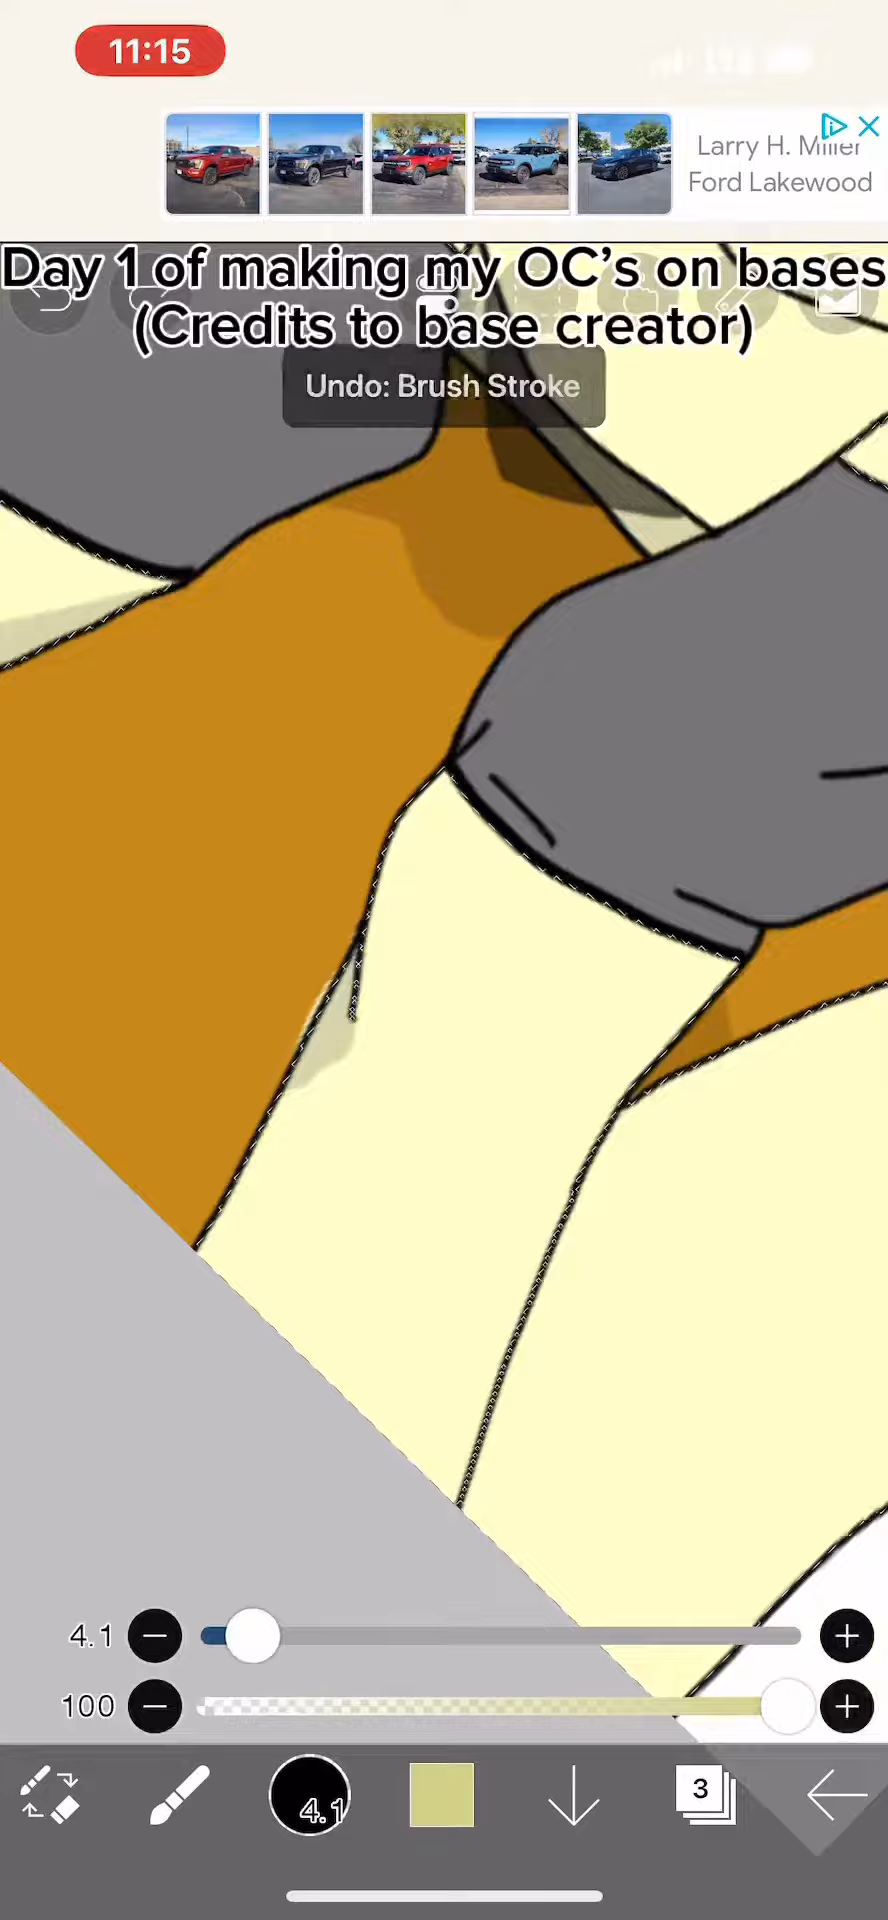 11:15
Larry H. Miller
Ford Lakewood
Day 1 of making my OC’s on bases
(Credits to base creator)
Undo: Brush Stroke
4.1
100
4.1
3